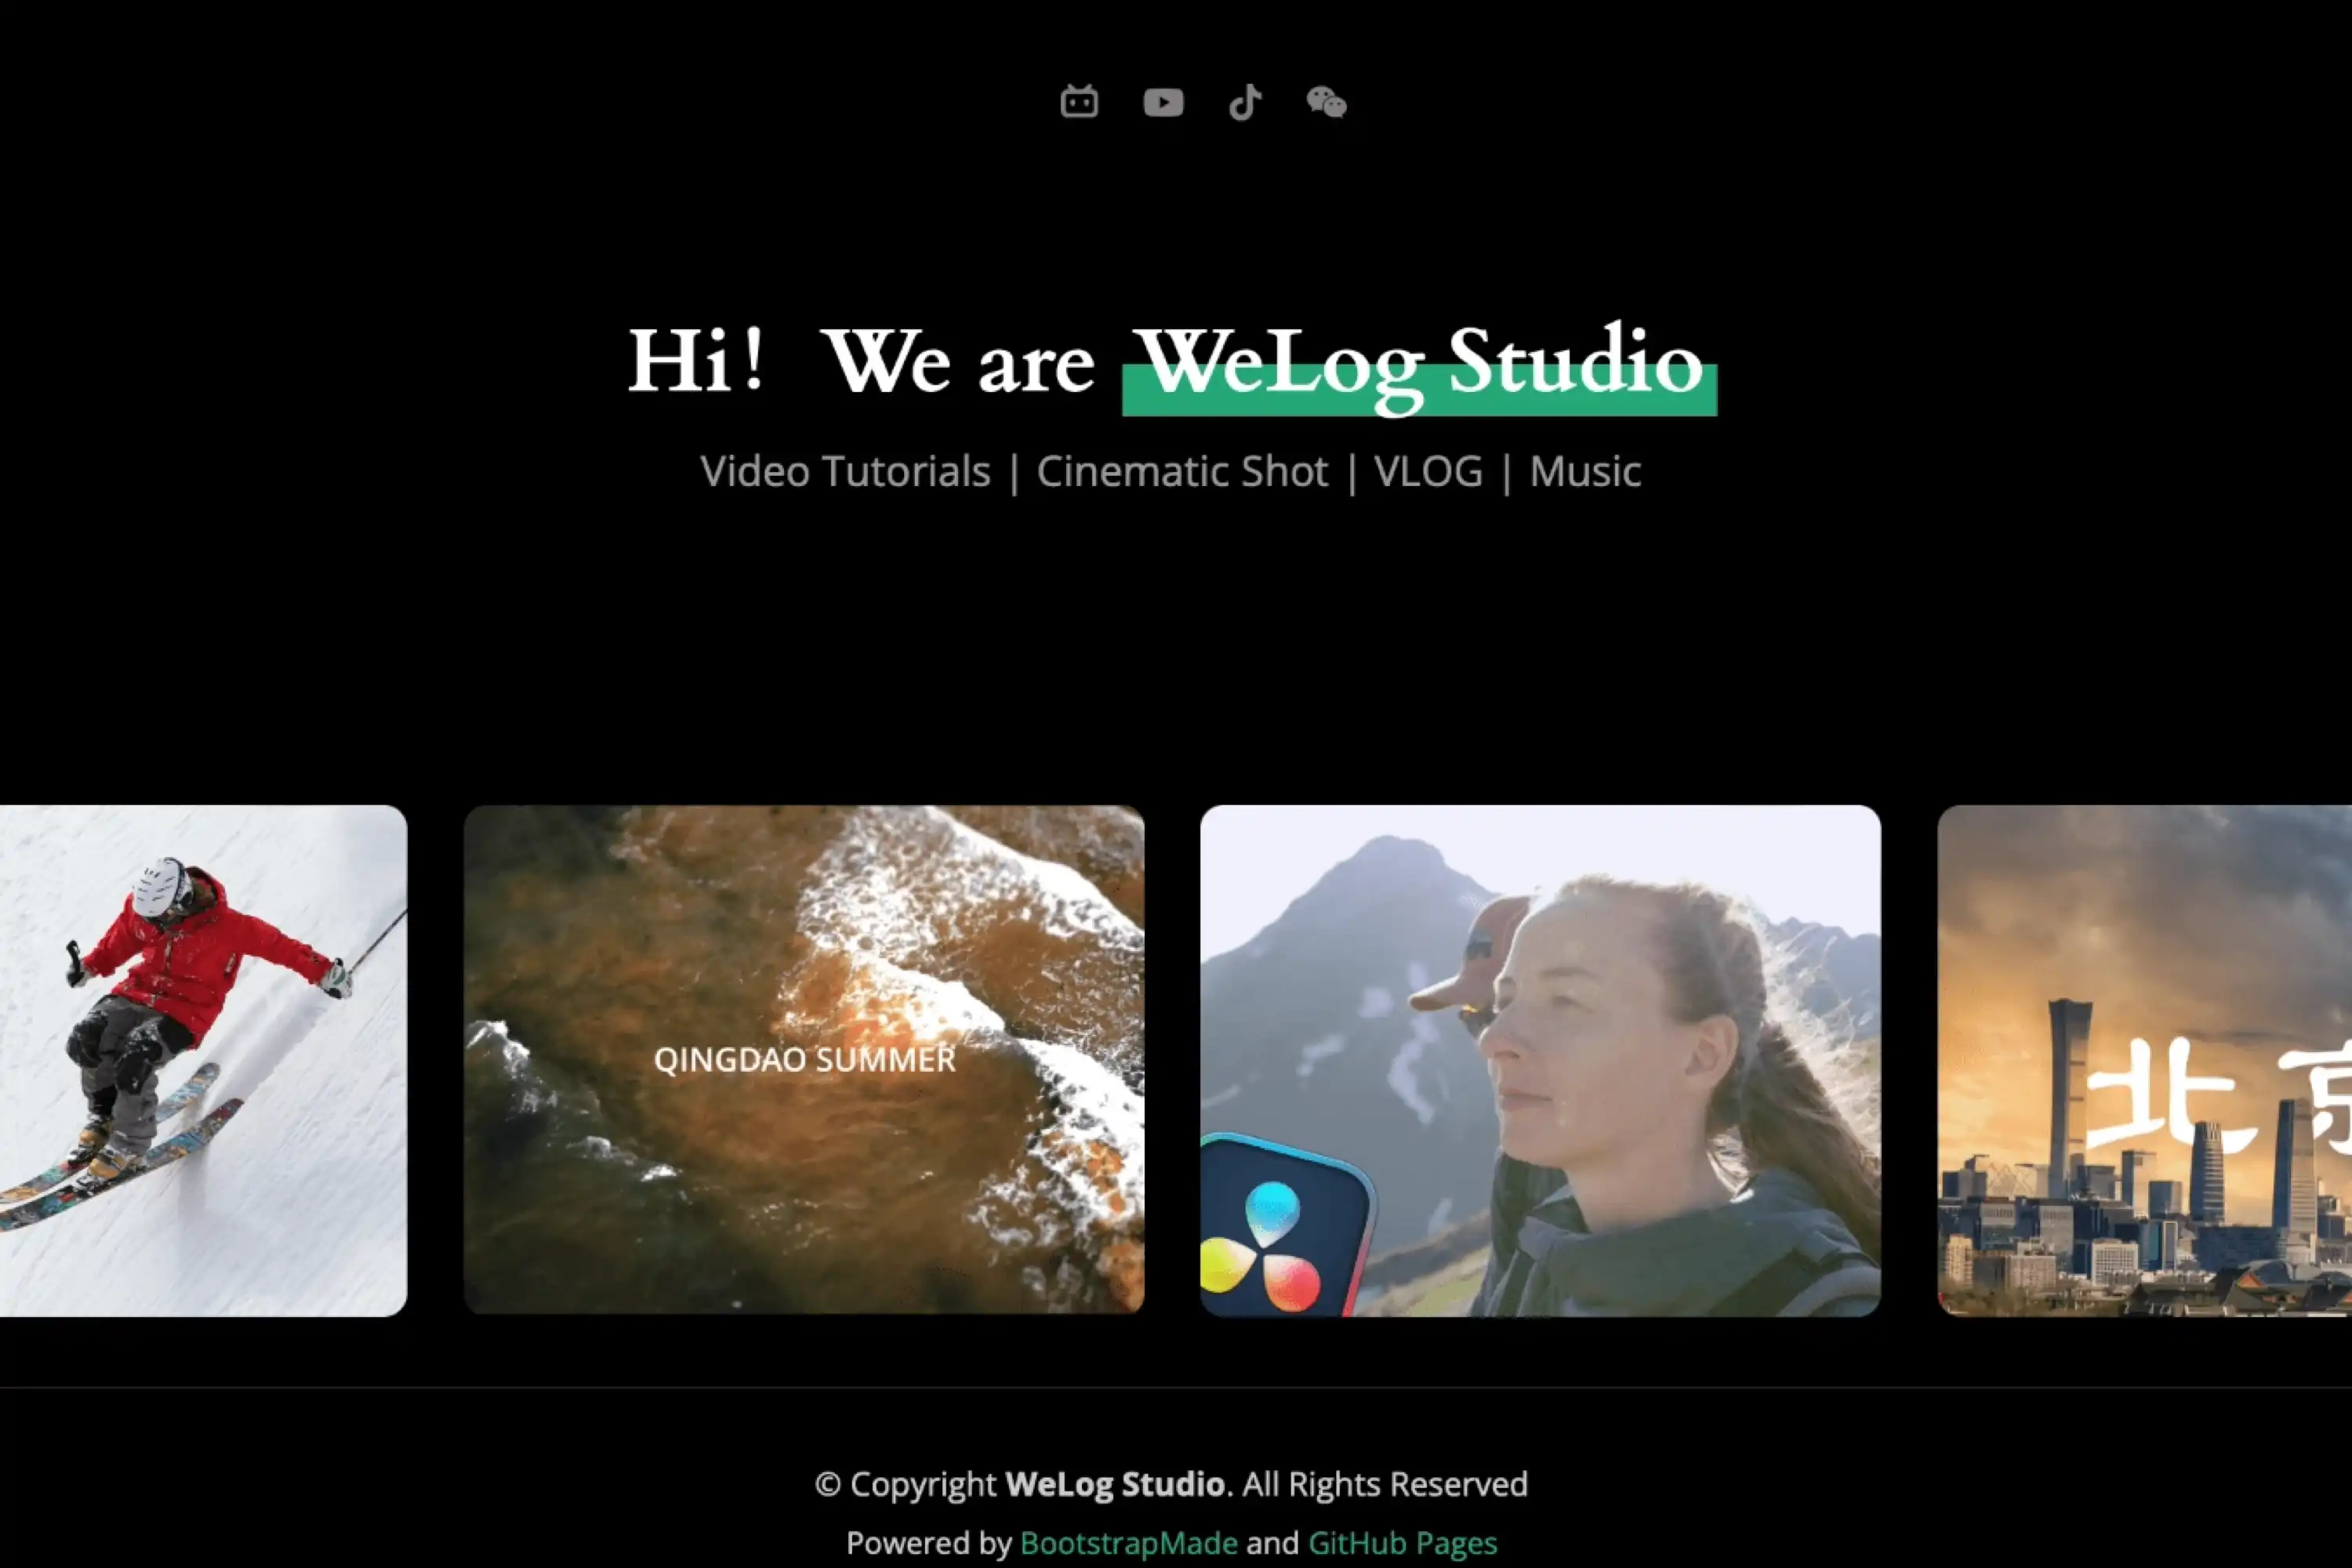 Hi！ We are WeLog Studio
Video Tutorials | Cinematic Shot | VLOG | Music
QINGDAO SUMMER
北京
© Copyright WeLog Studio. All Rights Reserved
Powered by BootstrapMade and GitHub Pages